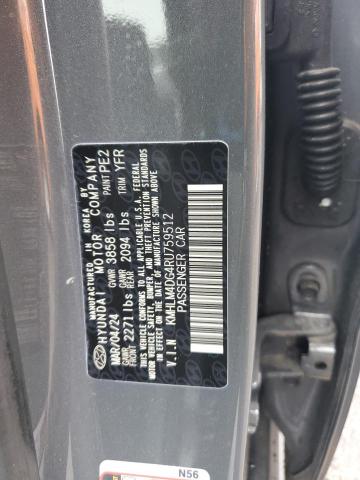 MANUFACTURED IN KOREA BY
HYUNDAI MOTOR COMPANY
MAR/04/24 GVWR 3858 lbs PAINT PE2
GAWR FRONT 2271 lbs GAWR REAR 2094 lbs TRIM YFR
THIS VEHICLE CONFORMS TO ALL APPLICABLE U.S.A. FEDERAL
MOTOR VEHICLE SAFETY, BUMPER, AND THEFT PREVENTION STANDARDS
IN EFFECT ON THE DATE OF MANUFACTURE SHOWN ABOVE.
V.I.N KMHLM4DG4RU759512
PASSENGER CAR
N56